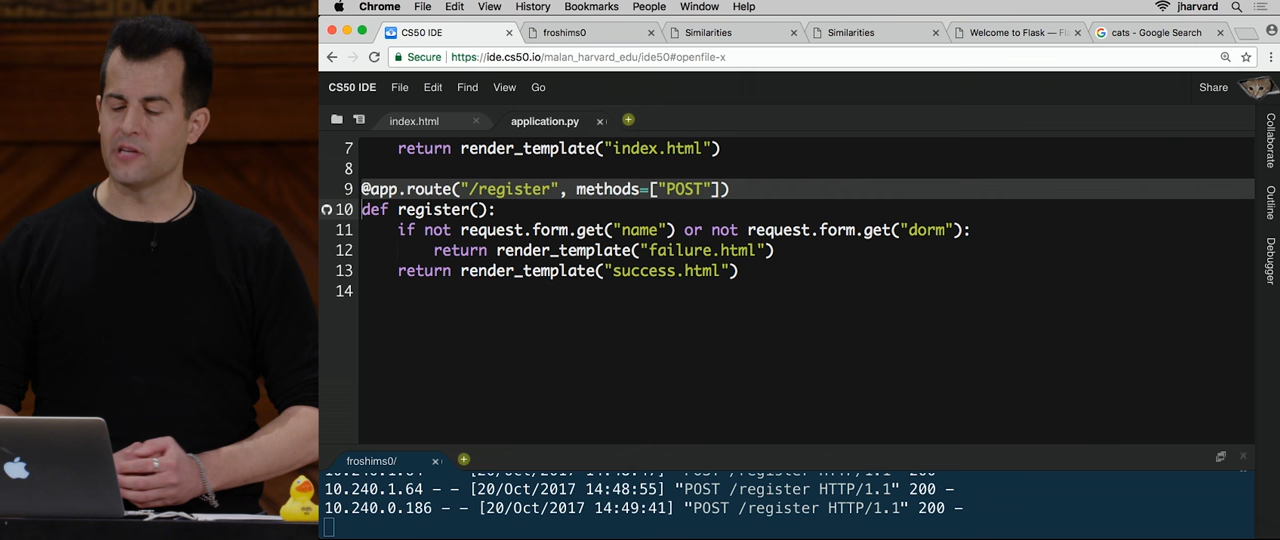 Chrome File Edit View History Bookmarks People Window Help jharvard
CS50 IDE froshims0 Similarities Similarities Welcome to Flask — Fl cats - Google Search
Secure https://ide.cs50.io/malan_harvard_edu/ide50#openfile-x
CS50 IDE File Edit Find View Go Share
index.html application.py
7 return render_template("index.html")
8
9 @app.route("/register", methods=["POST"])
10 def register():
11 if not request.form.get("name") or not request.form.get("dorm"):
12 return render_template("failure.html")
13 return render_template("success.html")
14
Collaborate
Outline
Debugger
froshims0/
10.240.1.64 - - [20/Oct/2017 14:48:55] "POST /register HTTP/1.1" 200 -
10.240.0.186 - - [20/Oct/2017 14:49:41] "POST /register HTTP/1.1" 200 -